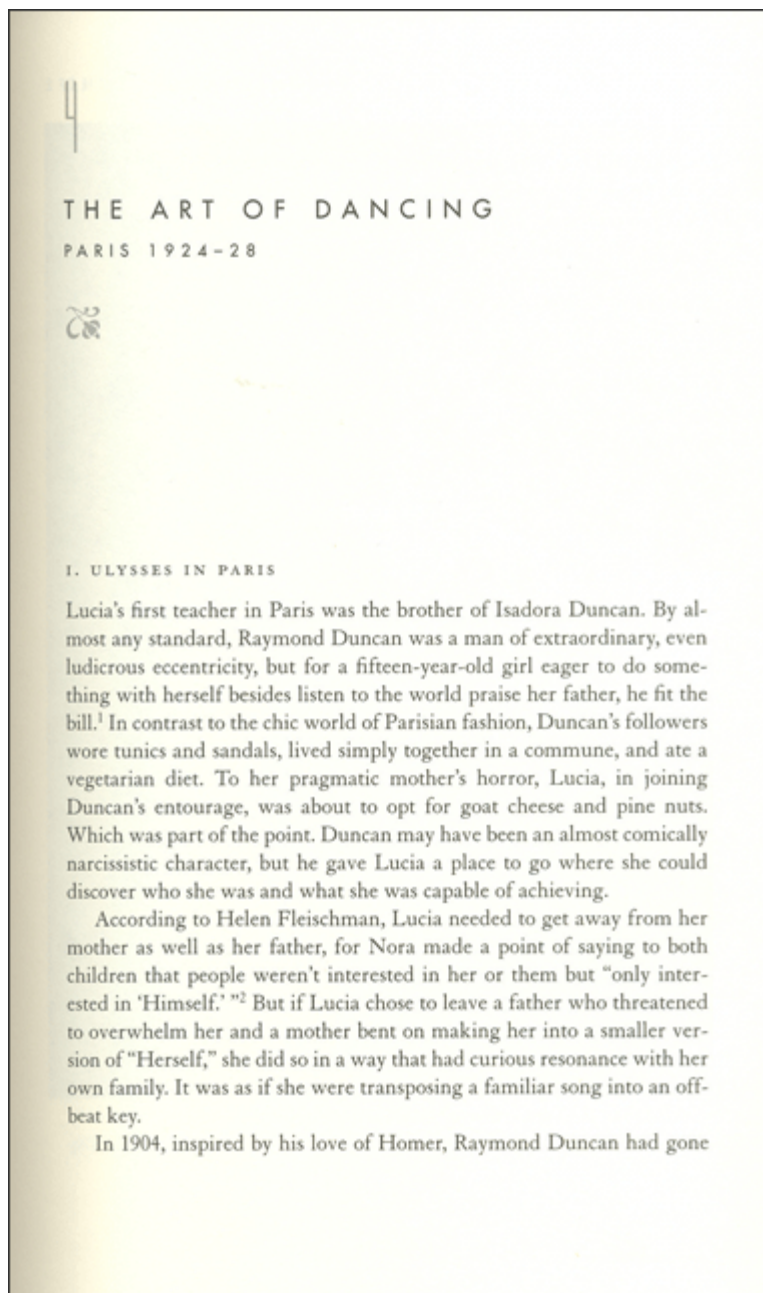 4
THE ART OF DANCING
PARIS 1924–28
I. ULYSSES IN PARIS
Lucia's first teacher in Paris was the brother of Isadora Duncan. By al-
most any standard, Raymond Duncan was a man of extraordinary, even
ludicrous eccentricity, but for a fifteen-year-old girl eager to do some-
thing with herself besides listen to the world praise her father, he fit the
bill.¹ In contrast to the chic world of Parisian fashion, Duncan's followers
wore tunics and sandals, lived simply together in a commune, and ate a
vegetarian diet. To her pragmatic mother's horror, Lucia, in joining
Duncan's entourage, was about to opt for goat cheese and pine nuts.
Which was part of the point. Duncan may have been an almost comically
narcissistic character, but he gave Lucia a place to go where she could
discover who she was and what she was capable of achieving.
According to Helen Fleischman, Lucia needed to get away from her
mother as well as her father, for Nora made a point of saying to both
children that people weren't interested in her or them but “only inter-
ested in ‘Himself.’ ”² But if Lucia chose to leave a father who threatened
to overwhelm her and a mother bent on making her into a smaller ver-
sion of “Herself,” she did so in a way that had curious resonance with her
own family. It was as if she were transposing a familiar song into an off-
beat key.
In 1904, inspired by his love of Homer, Raymond Duncan had gone